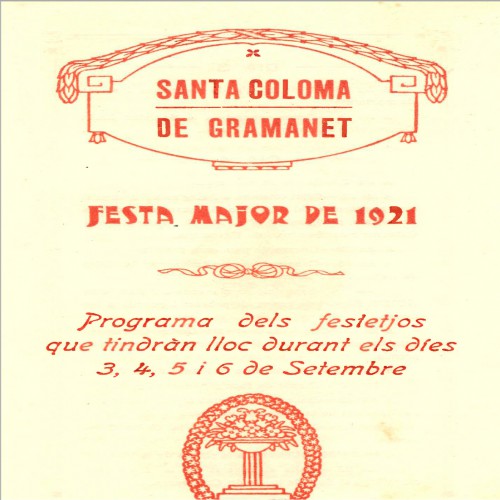 SANTA COLOMA
DE GRAMANET
FESTA MAJOR DE 1921
Programa dels festetjos
que tindràn lloc durant els díes
3, 4, 5 i 6 de Setembre